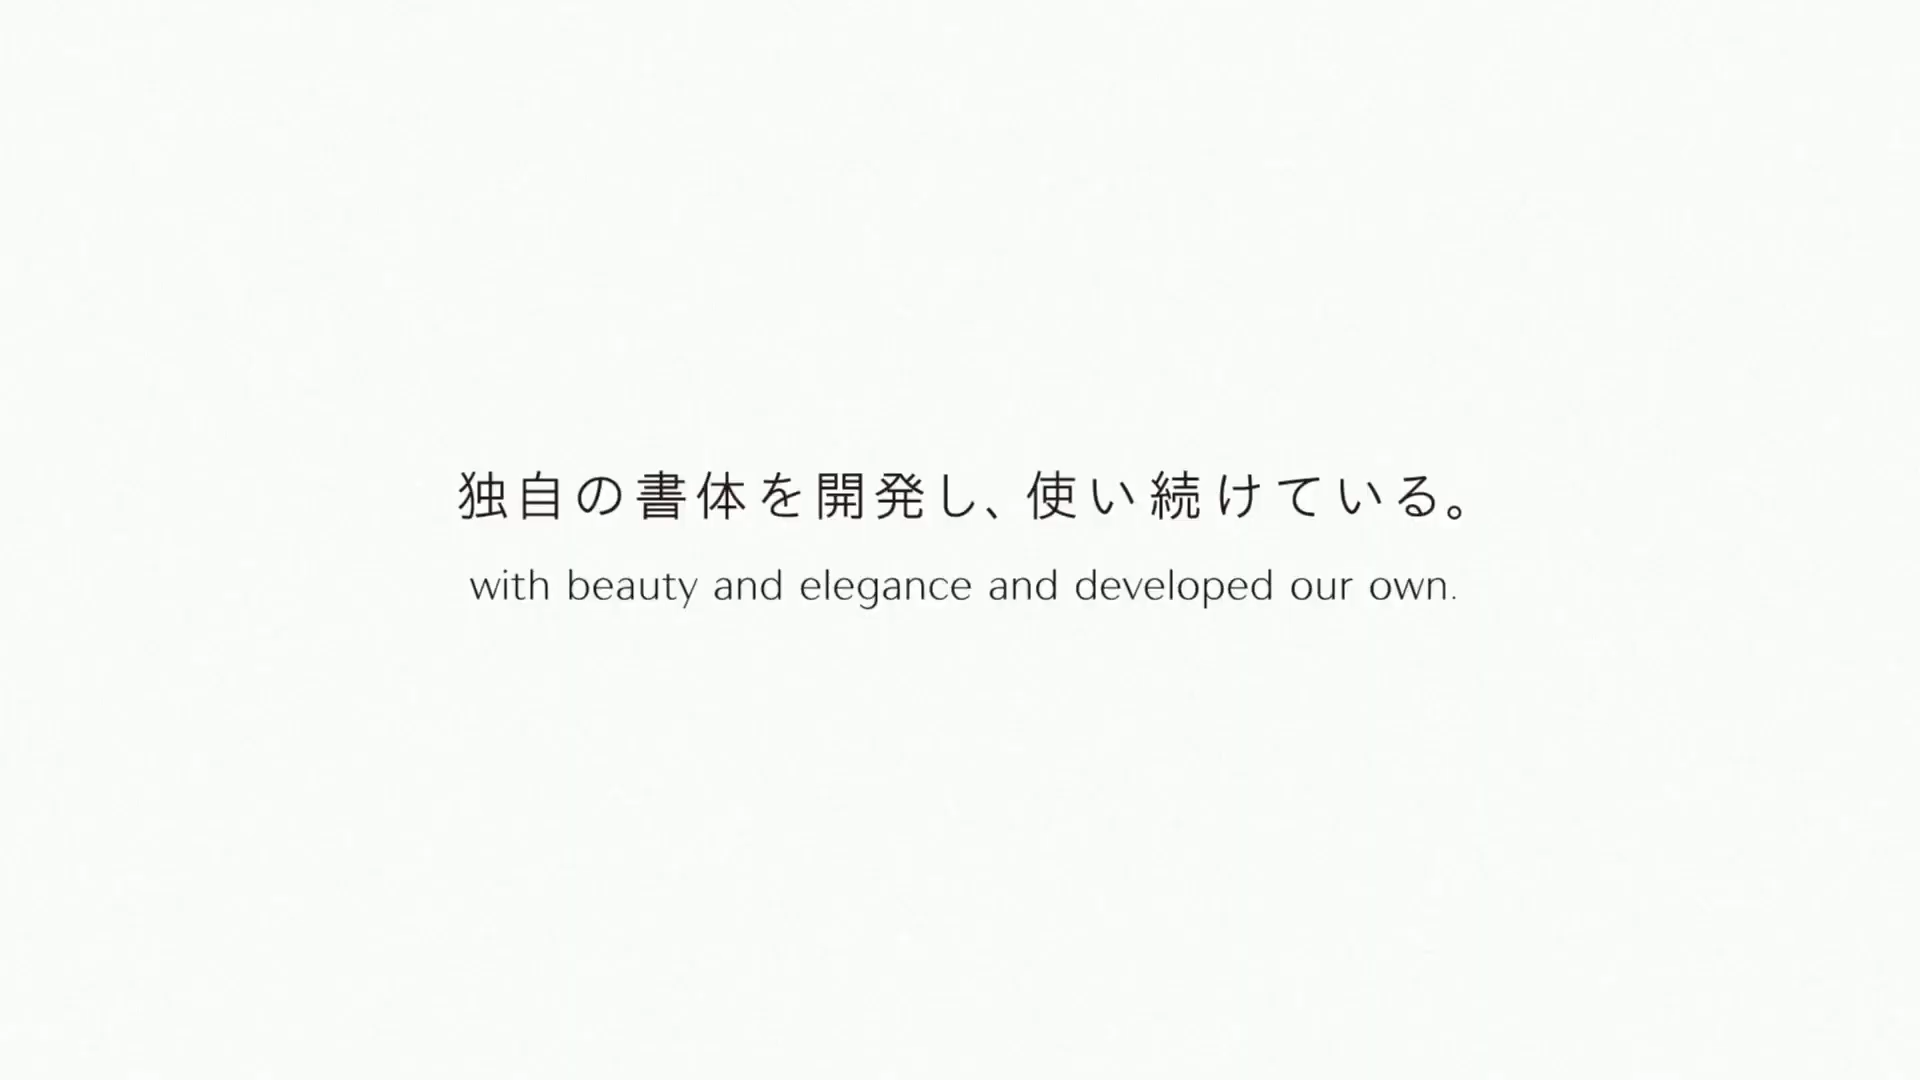 独自の書体を開発し、使い続けている。
with beauty and elegance and developed our own.